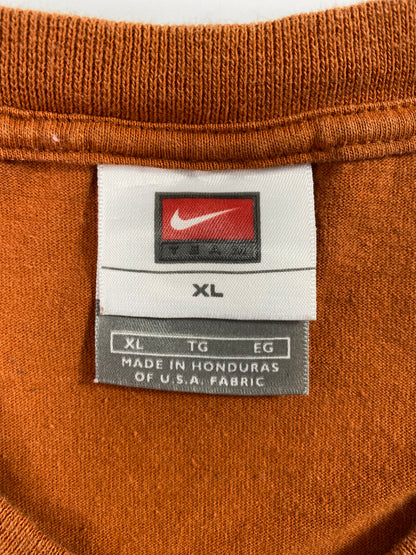 TEAM
XL
XL TG EG
MADE IN HONDURAS
OF U.S.A. FABRIC